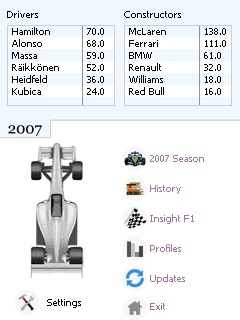 Drivers
Hamilton 70.0
Alonso 68.0
Massa 59.0
Räikkönen 52.0
Heidfeld 36.0
Kubica 24.0
Constructors
McLaren 138.0
Ferrari 111.0
BMW 61.0
Renault 32.0
Williams 18.0
Red Bull 16.0
2007
2007 Season
History
Insight F1
Profiles
Updates
Settings
Exit